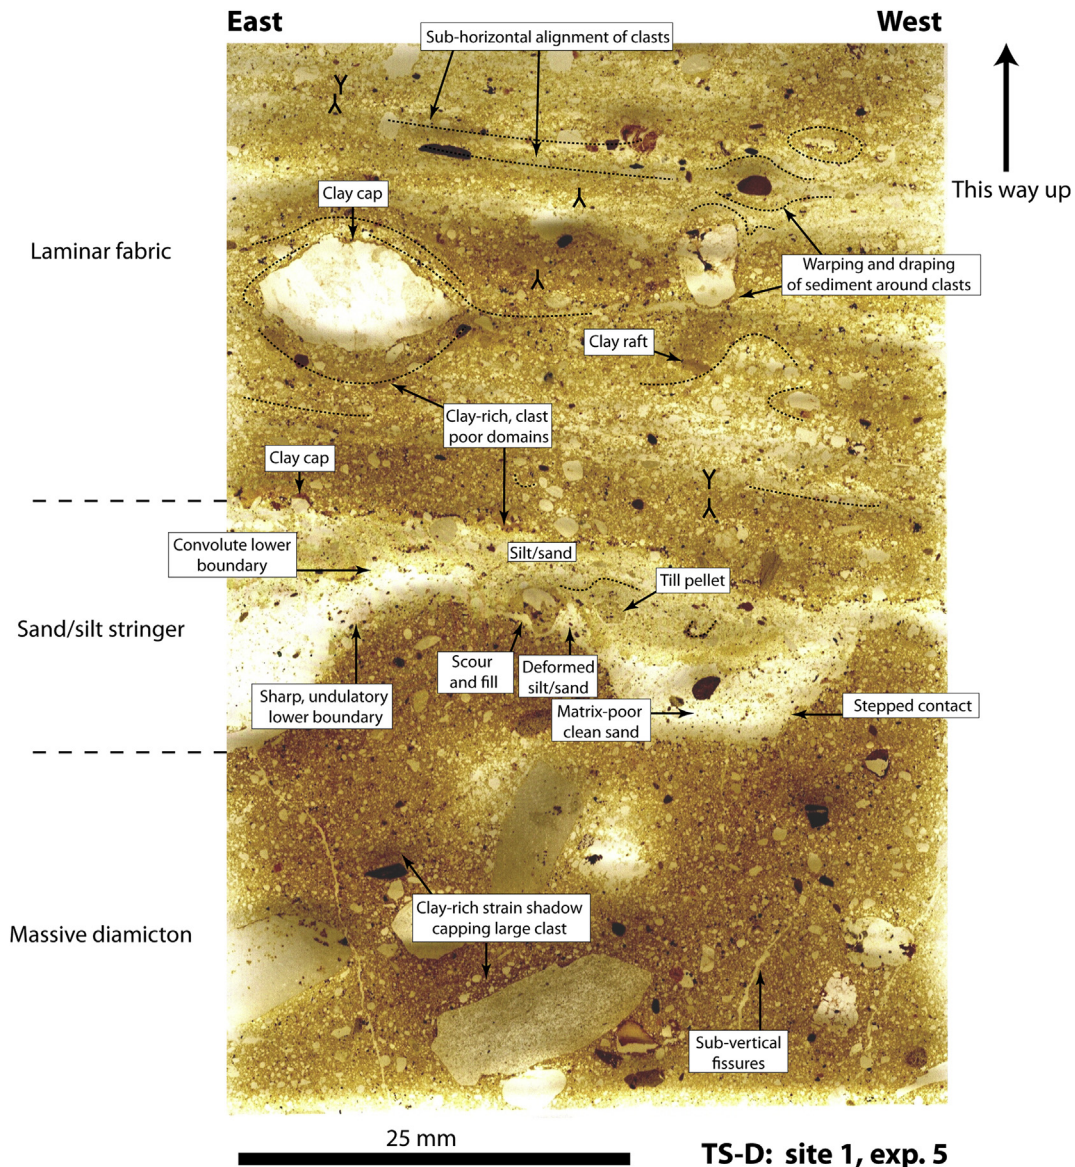 East
West
Sub-horizontal alignment of clasts
This way up
Clay cap
Laminar fabric
Warping and draping
of sediment around clasts
Clay raft
Clay-rich, clast
poor domains
Clay cap
Convolute lower
boundary
Silt/sand
Till pellet
Sand/silt stringer
Scour
and fill
Deformed
silt/sand
Sharp, undulatory
lower boundary
Matrix-poor
clean sand
Stepped contact
Clay-rich strain shadow
capping large clast
Massive diamicton
Sub-vertical
fissures
25 mm
TS-D: site 1, exp. 5